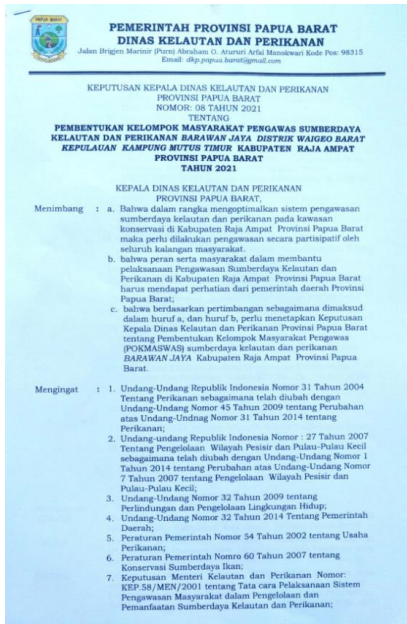 PAPUA BARAT
PEMERINTAH PROVINSI PAPUA BARAT
DINAS KELAUTAN DAN PERIKANAN
Jalan Brigjen Marinir (Purn) Abraham O. Atururi Arfai Manokwari Kode Pos: 98315
Email: dkp.papua.barat@gmail.com
KEPUTUSAN KEPALA DINAS KELAUTAN DAN PERIKANAN
PROVINSI PAPUA BARAT
NOMOR: 08 TAHUN 2021
TENTANG
PEMBENTUKAN KELOMPOK MASYARAKAT PENGAWAS SUMBERDAYA
KELAUTAN DAN PERIKANAN BARAWAN JAYA DISTRIK WAIGEO BARAT
KEPULAUAN KAMPUNG MUTUS TIMUR KABUPATEN RAJA AMPAT
PROVINSI PAPUA BARAT
TAHUN 2021
KEPALA DINAS KELAUTAN DAN PERIKANAN
PROVINSI PAPUA BARAT,
Menimbang : a. Bahwa dalam rangka mengoptimalkan sistem pengawasan
sumberdaya kelautan dan perikanan pada kawasan
konservasi di Kabupaten Raja Ampat Provinsi Papua Barat
maka perlu dilakukan pengawasan secara partisipatif oleh
seluruh kalangan masyarakat.
b. bahwa peran serta masyarakat dalam membantu
pelaksanaan Pengawasan Sumberdaya Kelautan dan
Perikanan di Kabupaten Raja Ampat Provinsi Papua Barat
harus mendapat perhatian dari pemerintah daerah Provinsi
Papua Barat;
c. bahwa berdasarkan pertimbangan sebagaimana dimaksud
dalam huruf a, dan huruf b, perlu menetapkan Keputusan
Kepala Dinas Kelautan dan Perikanan Provinsi Papua Barat
tentang Pembentukan Kelompok Masyarakat Pengawas
(POKMASWAS) sumberdaya kelautan dan perikanan
BARAWAN JAYA Kabupaten Raja Ampat Provinsi Papua
Barat.
Mengingat : 1. Undang-Undang Republik Indonesia Nomor 31 Tahun 2004
Tentang Perikanan sebagaimana telah diubah dengan
Undang-Undang Nomor 45 Tahun 2009 tentang Perubahan
atas Undang-Undnag Nomor 31 Tahun 2014 tentang
Perikanan;
2. Undang-undang Republik Indonesia Nomor : 27 Tahun 2007
Tentang Pengelolaan Wilayah Pesisir dan Pulau-Pulau Kecil
sebagaimana telah diubah dengan Undang-Undang Nomor 1
Tahun 2014 tentang Perubahan atas Undang-Undang Nomor
7 Tahun 2007 tentang Pengelolaan Wilayah Pesisir dan
Pulau-Pulau Kecil;
3. Undang-Undang Nomor 32 Tahun 2009 tentang
Perlindungan dan Pengelolaan Lingkungan Hidup;
4. Undang-Undang Nomor 32 Tahun 2014 Tentang Pemerintah
Daerah;
5. Peraturan Pemerintah Nomor 54 Tahun 2002 tentang Usaha
Perikanan;
6. Peraturan Pemerintah Nomro 60 Tahun 2007 tentang
Konservasi Sumberdaya Ikan;
7. Keputusan Menteri Kelautan dan Perikanan Nomor:
KEP.58/MEN/2001 tentang Tata cara Pelaksanaan Sistem
Pengawasan Masyarakat dalam Pengelolaan dan
Pemanfaatan Sumberdaya Kelautan dan Perikanan;